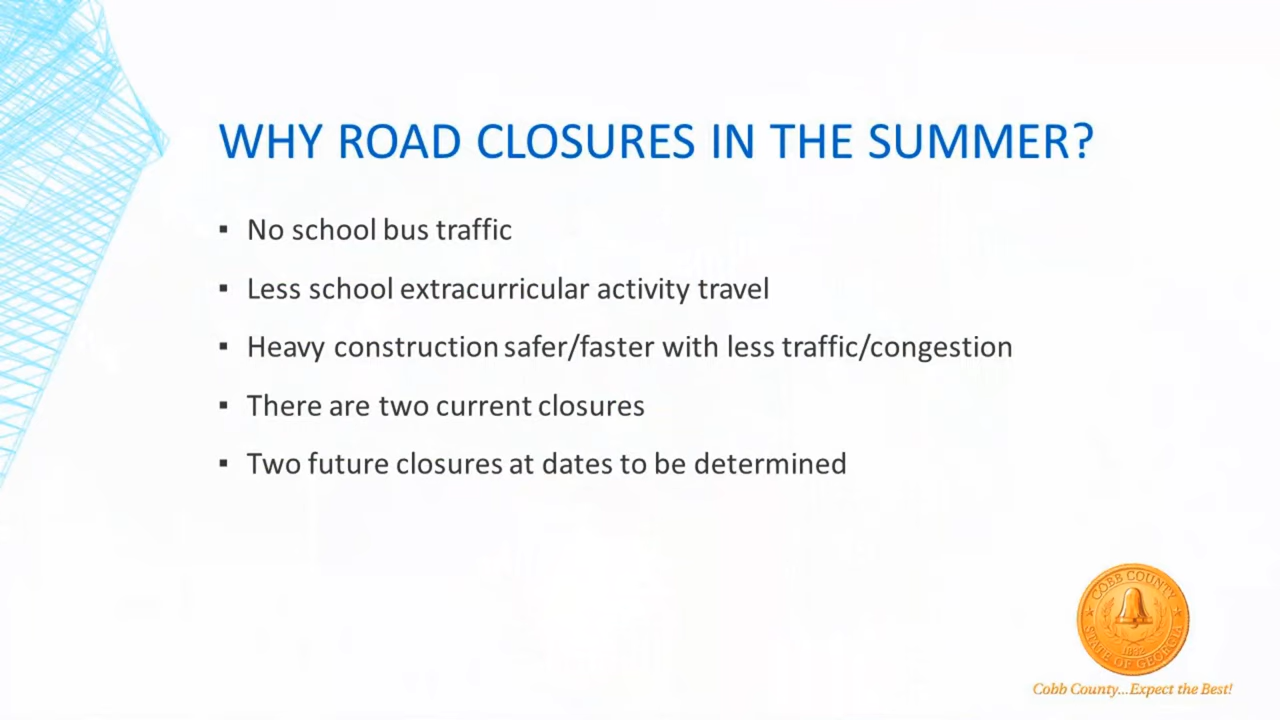 WHY ROAD CLOSURES IN THE SUMMER?
▪ No school bus traffic
▪ Less school extracurricular activity travel
▪ Heavy construction safer/faster with less traffic/congestion
▪ There are two current closures
▪ Two future closures at dates to be determined
COBB COUNTY
1832
STATE OF GEORGIA
Cobb County...Expect the Best!